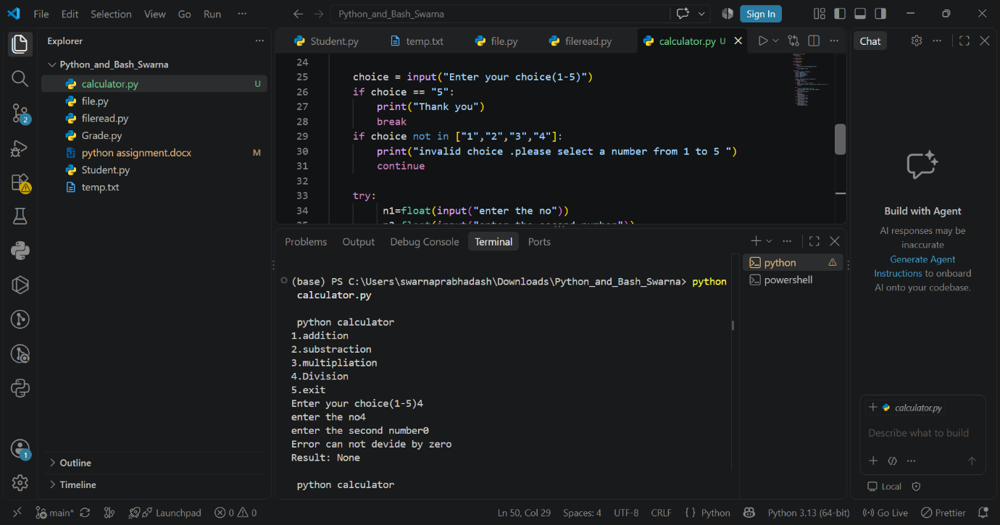 File Edit Selection View Go Run ···
Python_and_Bash_Swarna
Sign In
Explorer
Python_and_Bash_Swarna
calculator.py U
file.py
fileread.py
Grade.py
python assignment.docx M
Student.py
temp.txt
Outline
Timeline
2
1
Student.py temp.txt file.py fileread.py calculator.py U
24
25 choice = input("Enter your choice(1-5)")
26 if choice == "5":
27 print("Thank you")
28 break
29 if choice not in ["1","2","3","4"]:
30 print("invalid choice .please select a number from 1 to 5 ")
31 continue
32
33 try:
34 n1=float(input("enter the no"))
Problems Output Debug Console Terminal Ports
(base) PS C:\Users\swarnaprabhadash\Downloads\Python_and_Bash_Swarna> python
calculator.py
python calculator
1.addition
2.substraction
3.multipliation
4.Division
5.exit
Enter your choice(1-5)4
enter the no4
enter the second number0
Error can not devide by zero
Result: None
python calculator
python
powershell
Chat
Build with Agent
AI responses may be
inaccurate
Generate Agent
Instructions to onboard
AI onto your codebase.
calculator.py
Describe what to build
Local
main* Launchpad 0 0 Ln 50, Col 29 Spaces: 4 UTF-8 CRLF { } Python Python 3.13 (64-bit) Go Live Prettier